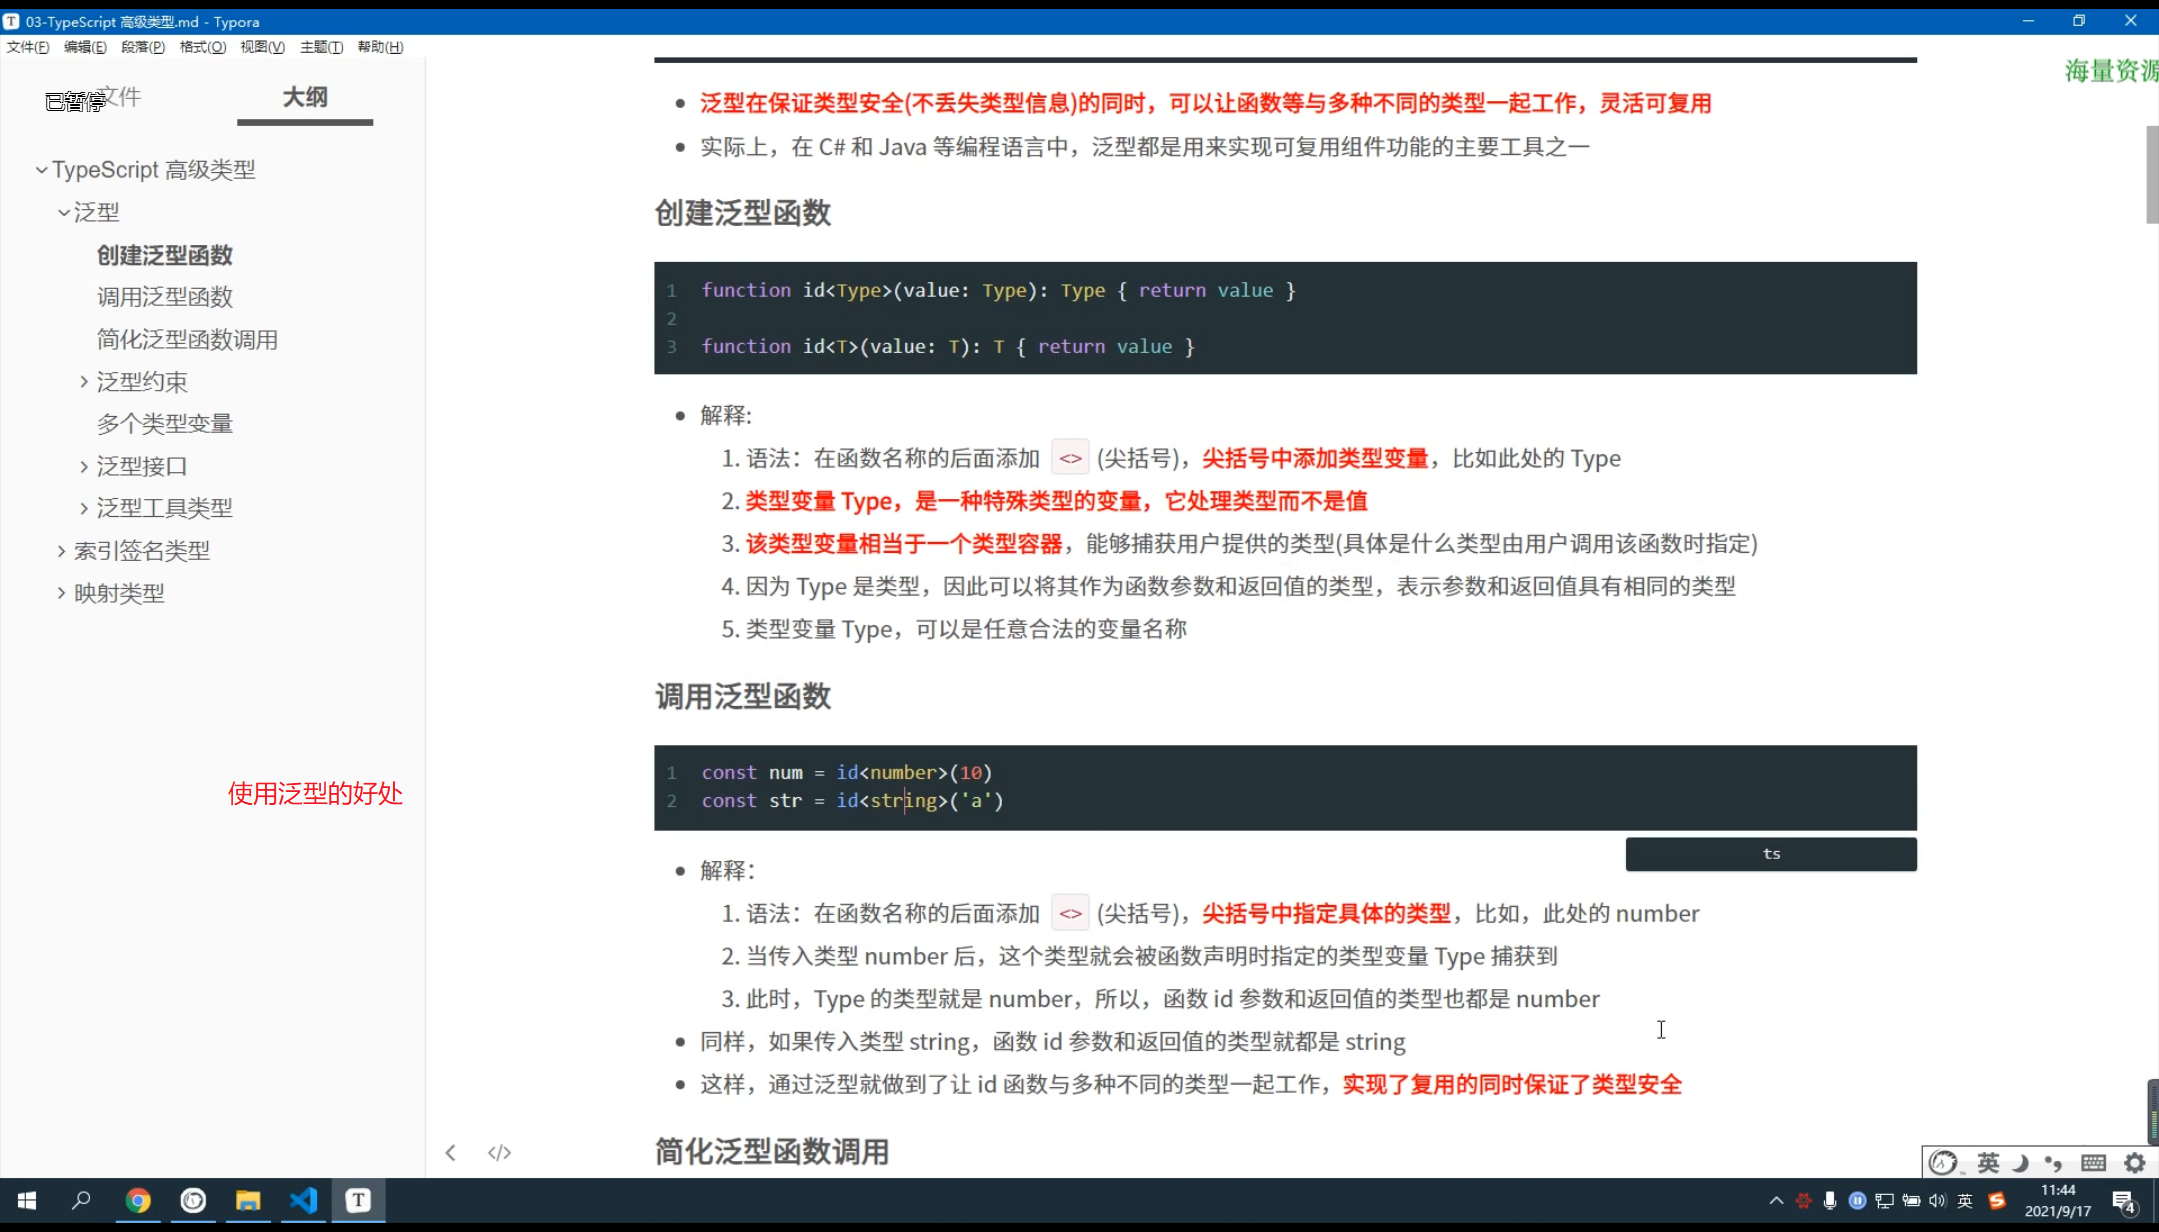 03-TypeScript 高级类型.md - Typora
文件(F) 编辑(E) 段落(P) 格式(O) 视图(V) 主题(T) 帮助(H)
已暂停
文件
大纲
TypeScript 高级类型
泛型
创建泛型函数
调用泛型函数
简化泛型函数调用
泛型约束
多个类型变量
泛型接口
泛型工具类型
索引签名类型
映射类型
使用泛型的好处
海量资源
泛型在保证类型安全(不丢失类型信息)的同时，可以让函数等与多种不同的类型一起工作，灵活可复用
实际上，在 C# 和 Java 等编程语言中，泛型都是用来实现可复用组件功能的主要工具之一
创建泛型函数
1 function id<Type>(value: Type): Type { return value }
2
3 function id<T>(value: T): T { return value }
解释:
1. 语法：在函数名称的后面添加 <> (尖括号)，尖括号中添加类型变量，比如此处的 Type
2. 类型变量 Type，是一种特殊类型的变量，它处理类型而不是值
3. 该类型变量相当于一个类型容器，能够捕获用户提供的类型(具体是什么类型由用户调用该函数时指定)
4. 因为 Type 是类型，因此可以将其作为函数参数和返回值的类型，表示参数和返回值具有相同的类型
5. 类型变量 Type，可以是任意合法的变量名称
调用泛型函数
1 const num = id<number>(10)
2 const str = id<string>('a')
ts
解释：
1. 语法：在函数名称的后面添加 <> (尖括号)，尖括号中指定具体的类型，比如，此处的 number
2. 当传入类型 number 后，这个类型就会被函数声明时指定的类型变量 Type 捕获到
3. 此时，Type 的类型就是 number，所以，函数 id 参数和返回值的类型也都是 number
同样，如果传入类型 string，函数 id 参数和返回值的类型就都是 string
这样，通过泛型就做到了让 id 函数与多种不同的类型一起工作，实现了复用的同时保证了类型安全
简化泛型函数调用
英
英
11:44
2021/9/17
4